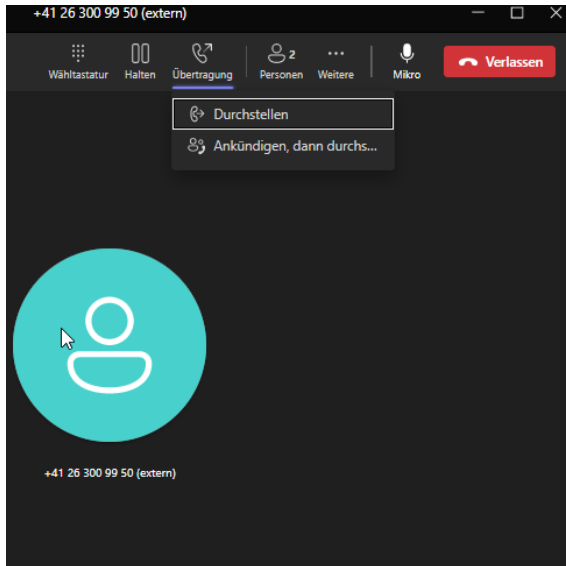 +41 26 300 99 50 (extern)
Wähltastatur Halten Übertragung Personen 2 Weitere Mikro Verlassen
Durchstellen
Ankündigen, dann durchs...
+41 26 300 99 50 (extern)